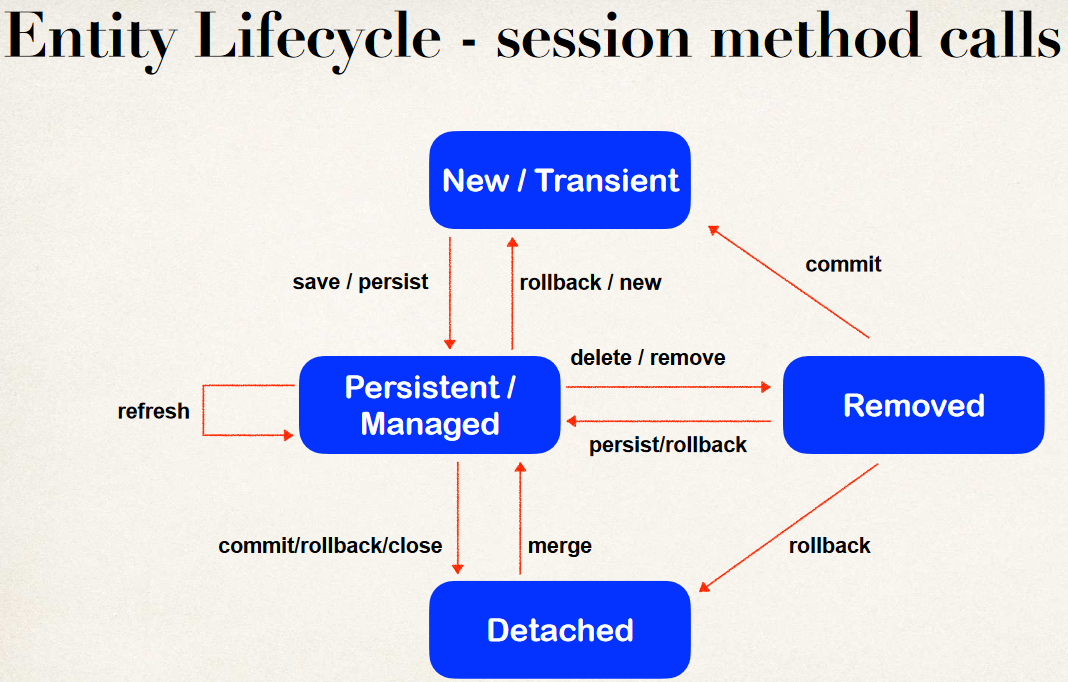 Entity Lifecycle - session method calls
New / Transient
commit
save / persist
rollback / new
delete / remove
Persistent /
Managed
Removed
refresh
persist/rollback
commit/rollback/close
merge
rollback
Detached